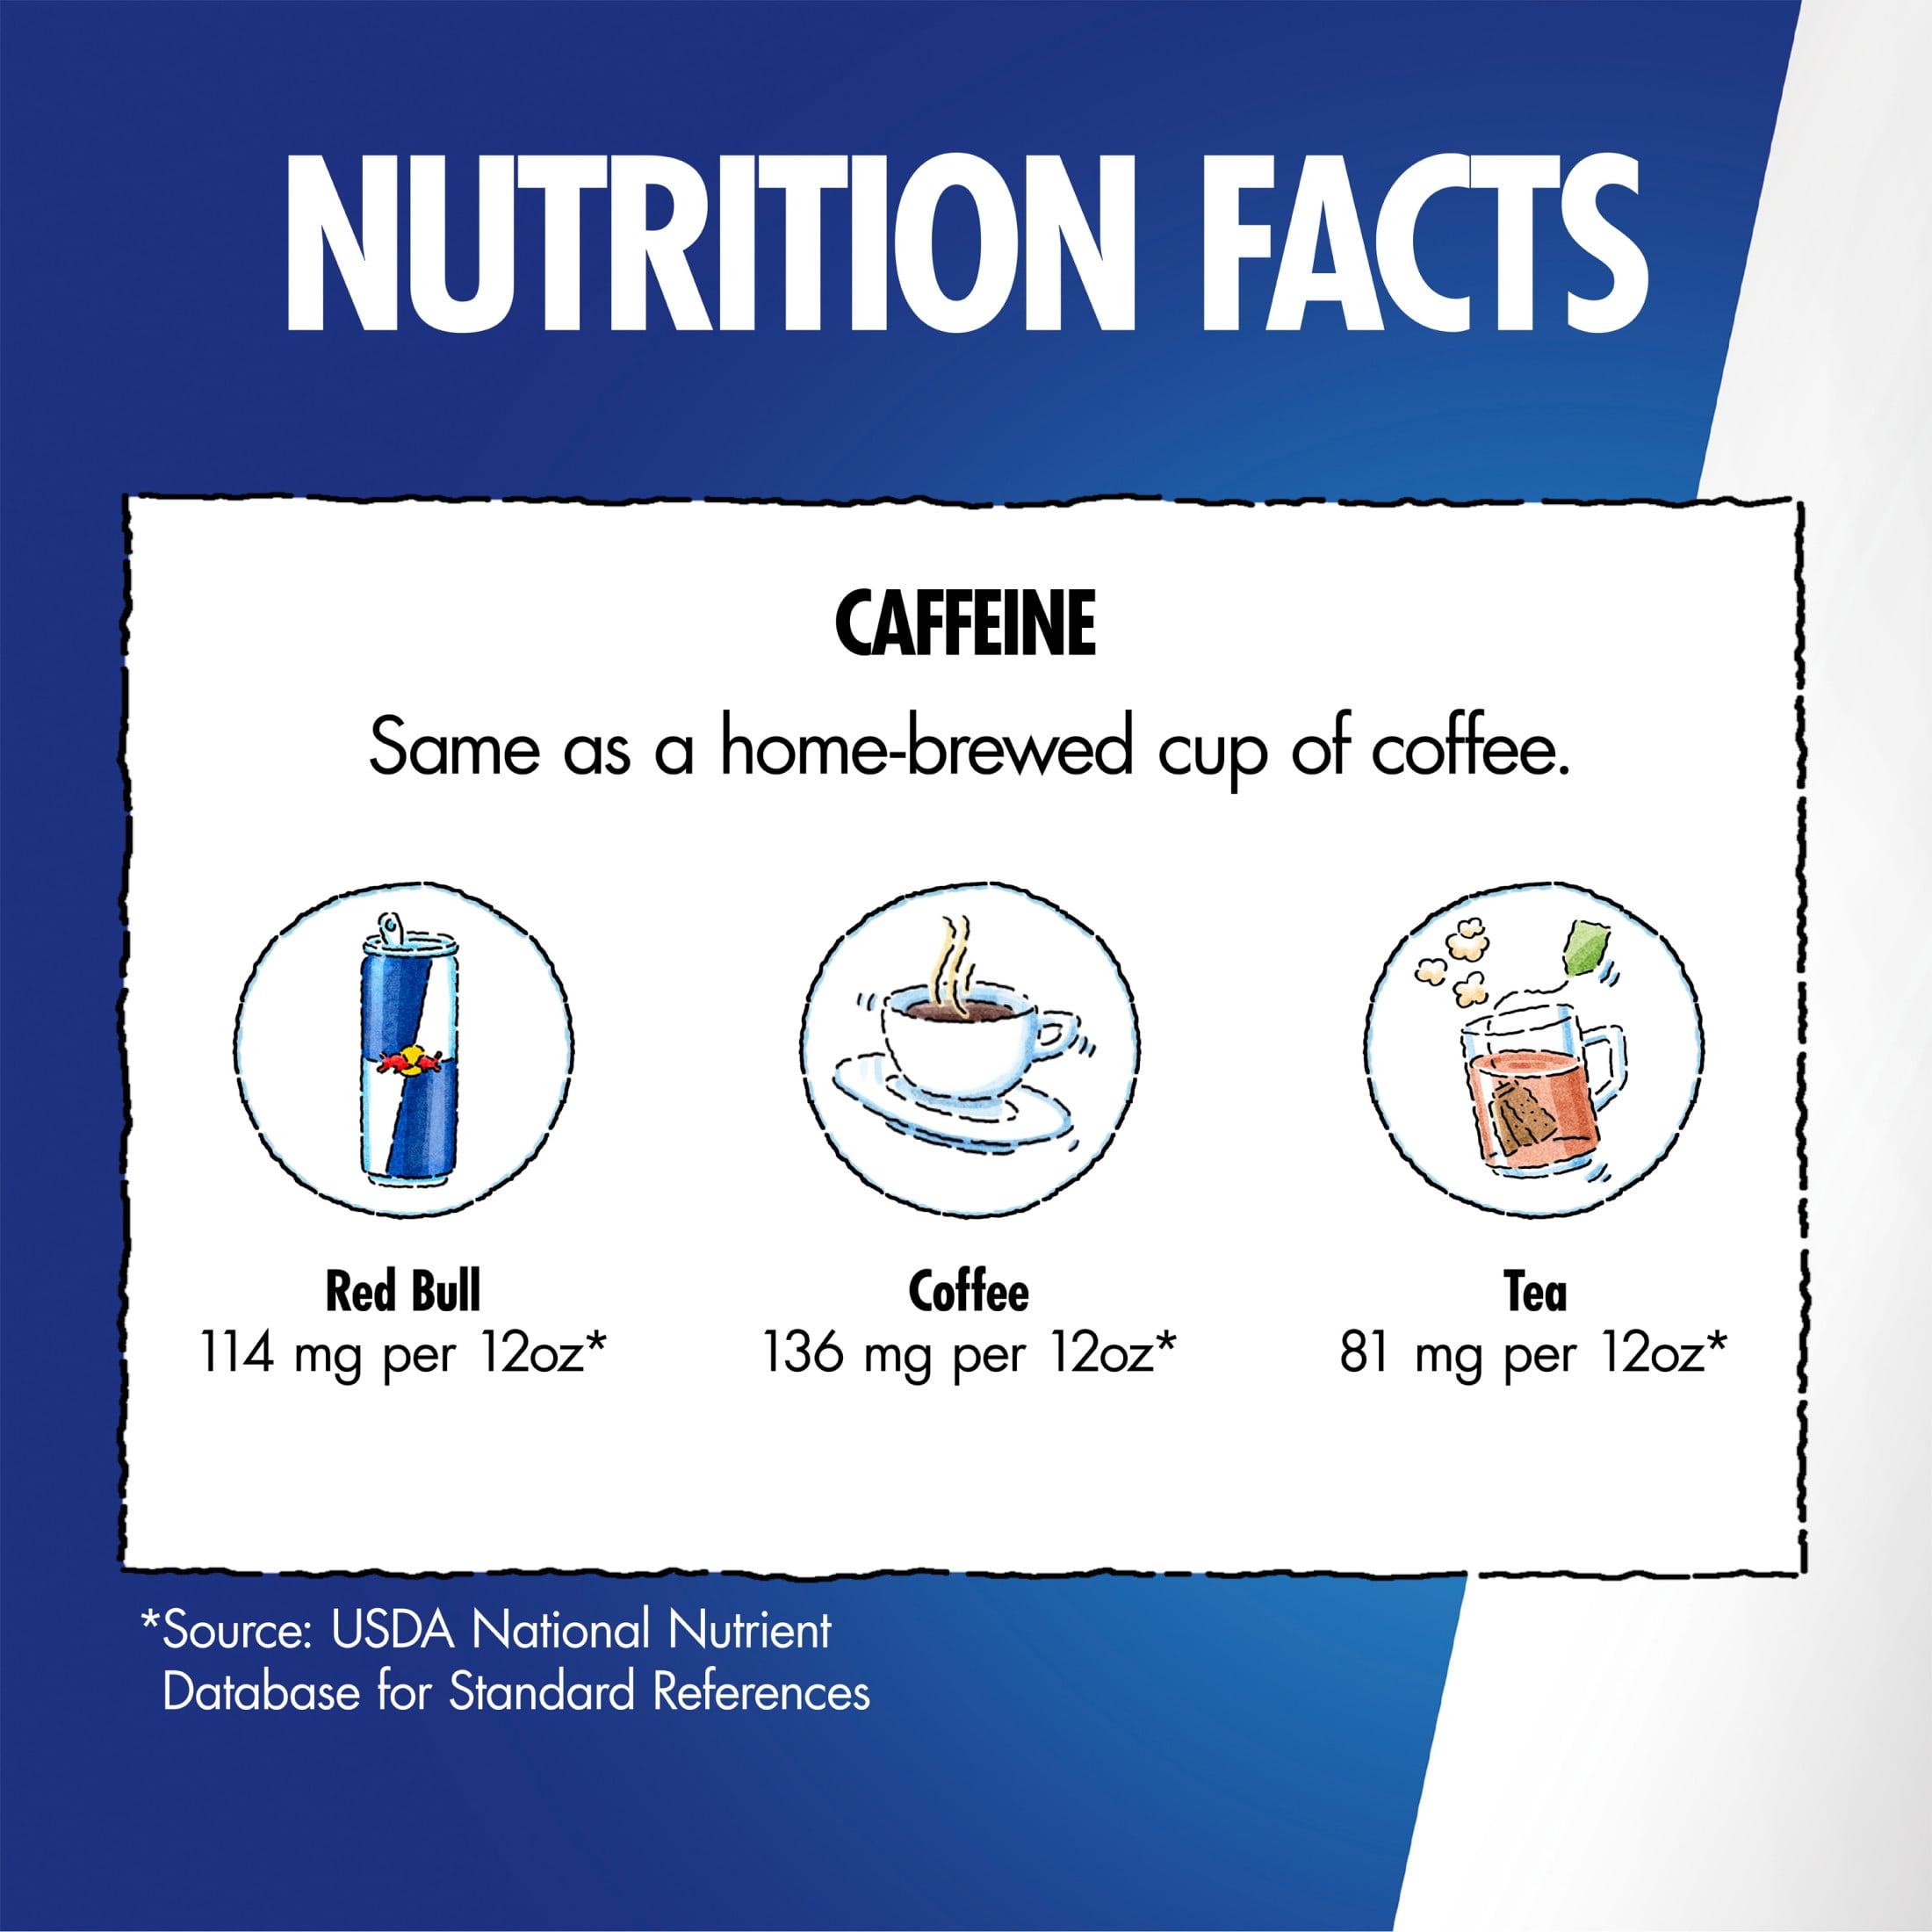 NUTRITION FACTS
CAFFEINE
Same as a home-brewed cup of coffee.
Red Bull
114 mg per 12oz*
Coffee
136 mg per 12oz*
Tea
81 mg per 12oz*
*Source: USDA National Nutrient
Database for Standard References